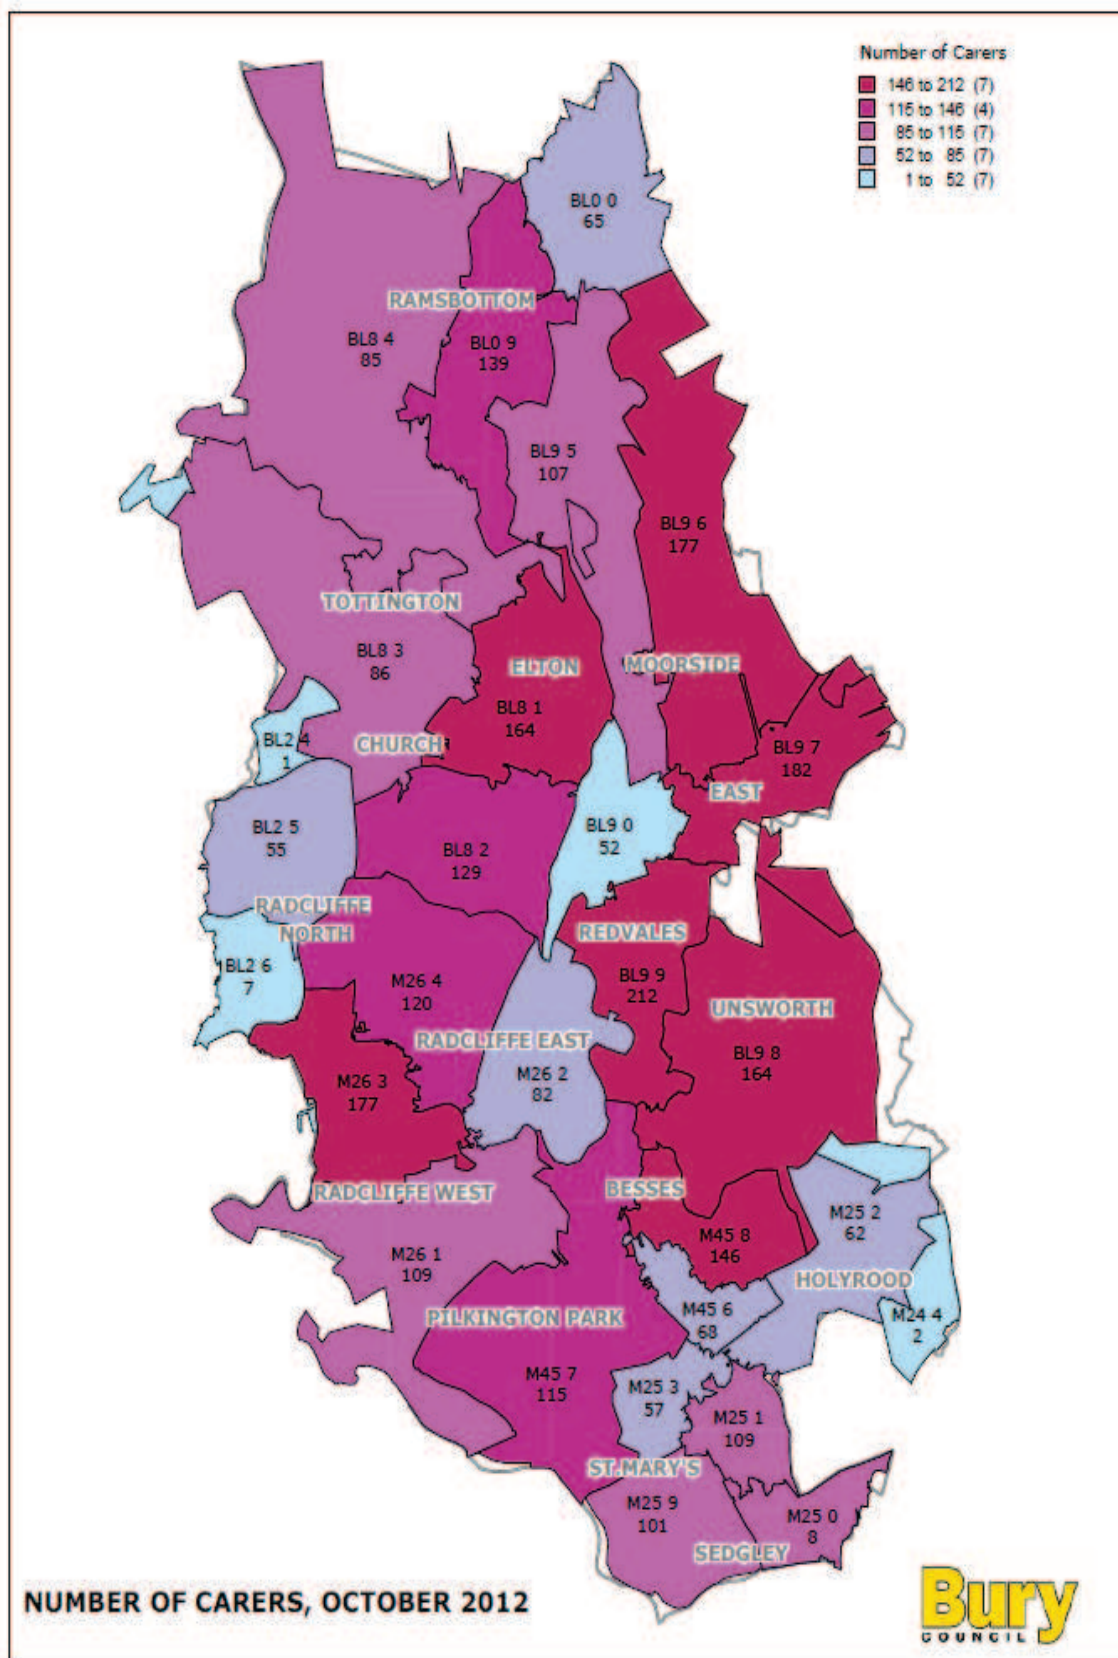 Number of Carers
146 to 212 (7)
115 to 146 (4)
85 to 115 (7)
52 to 85 (7)
1 to 52 (7)
BL0 0
65
RAMSBOTTOM
BL8 4
85
BL0 9
139
BL9 5
107
BL9 6
177
TOTTINGTON
BL8 3
86
ELTON
MOORSIDE
BL8 1
164
BL2 4
1
CHURCH
BL9 7
182
EAST
BL2 5
55
BL8 2
129
BL9 0
52
RADCLIFFE
NORTH
REDVALES
BL2 6
7
M26 4
120
BL9 9
212
UNSWORTH
RADCLIFFE EAST
BL9 8
164
M26 3
177
M26 2
82
RADCLIFFE WEST
BESSES
M25 2
62
M45 8
146
M26 1
109
HOLYROOD
PILKINGTON PARK
M45 6
68
M24 4
2
M45 7
115
M25 3
57
M25 1
109
ST.MARY'S
M25 9
101
M25 0
8
SEDGLEY
NUMBER OF CARERS, OCTOBER 2012
Bury
COUNCIL